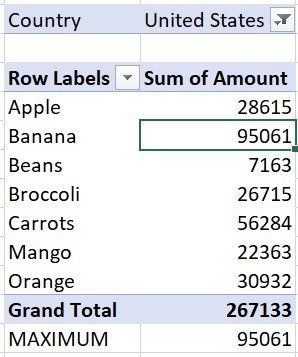 Country United States
Row Labels Sum of Amount
Apple 28615
Banana 95061
Beans 7163
Broccoli 26715
Carrots 56284
Mango 22363
Orange 30932
Grand Total 267133
MAXIMUM 95061